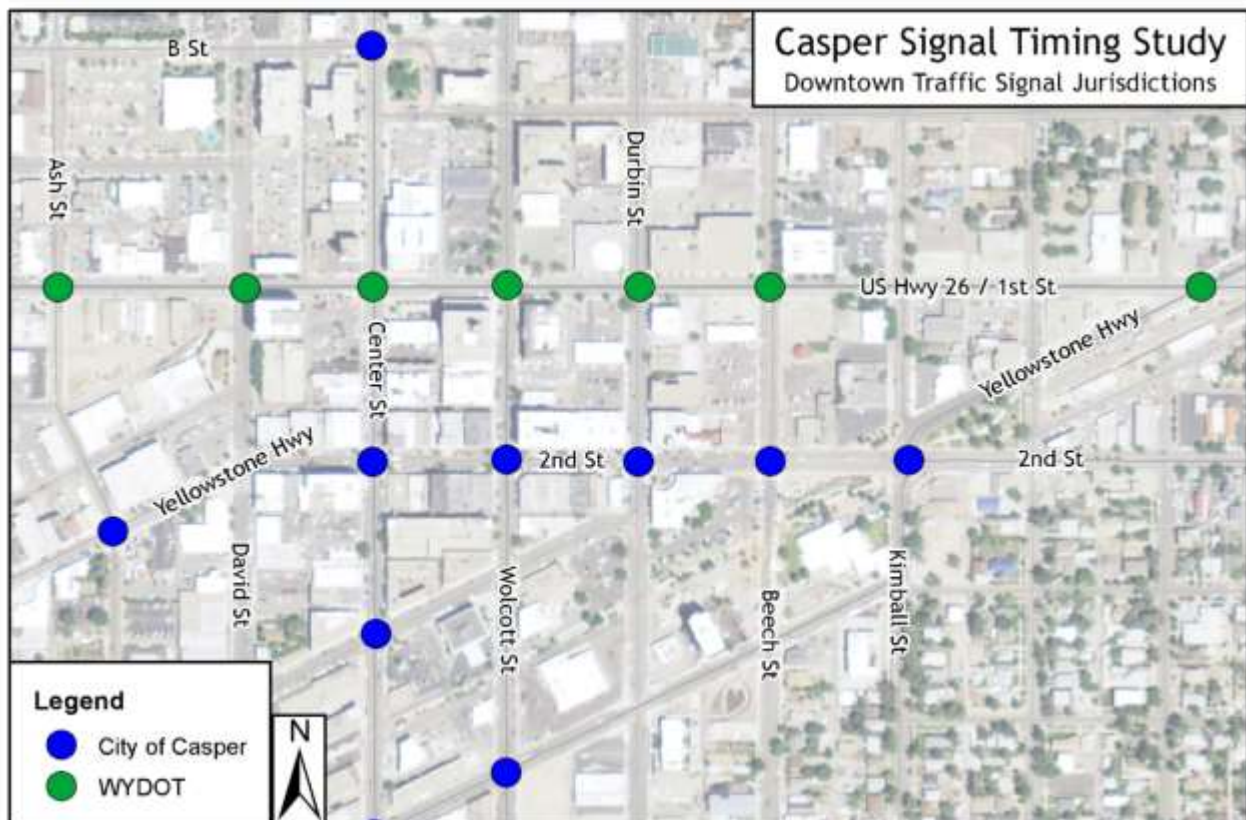 Casper Signal Timing Study
Downtown Traffic Signal Jurisdictions
B St
Ash St
Durbin St
US Hwy 26 / 1st St
Center St
Yellowstone Hwy
Yellowstone Hwy
2nd St
2nd St
David St
Wolcott St
Beech St
Kimball St
Legend
City of Casper
WYDOT
N